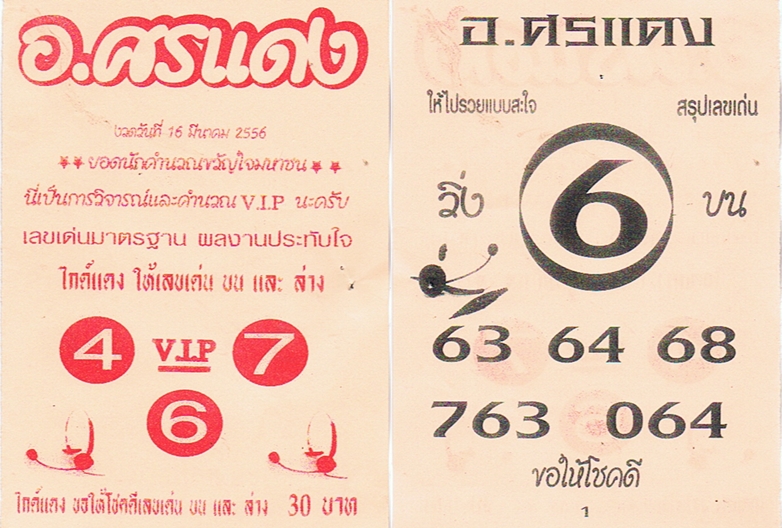 อ.ศรแดง
งวดวันที่ 16 มีนาคม 2556
★★ยอดนักคำนวณขวัญใจมหาชน★★
นี่เป็นการวิจารณ์และคำนวณ V.I.P นะครับ
เลขเด่นมาตรฐาน ผลงานประทับใจ
ไกด์แดง ให้เลขเด่น บน และ ล่าง
4 V.I.P 7
6
ไกด์แดง ขอให้โชคดีเลขเด่น บน และ ล่าง 30 บาท
อ.ศรแดง
ให้ไปรวยแบบสะใจ สรุปเลขเด่น
วิ่ง 6 บน
63 64 68
763 064
ขอให้โชคดี
1